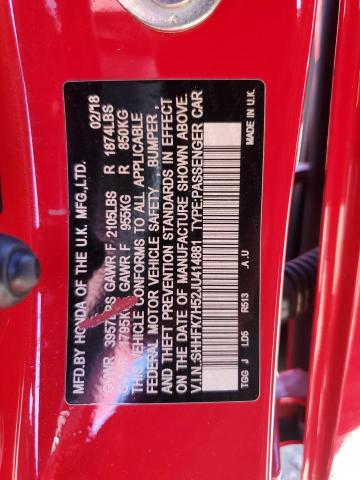 MFD.BY HONDA OF THE U.K. MFG.,LTD. 02/18
GVWR 3957LBS GAWR F 2105LBS R 1874LBS
1795KG GAWR F 955KG R 850KG
THIS VEHICLE CONFORMS TO ALL APPLICABLE
FEDERAL MOTOR VEHICLE SAFETY , BUMPER ,
AND THEFT PREVENTION STANDARDS IN EFFECT
ON THE DATE OF MANUFACTURE SHOWN ABOVE.
V.I.N.:SHHFK7H52JU414881 TYPE:PASSENGER CAR
TGG J LD5 R513 .A.U MADE IN U.K.